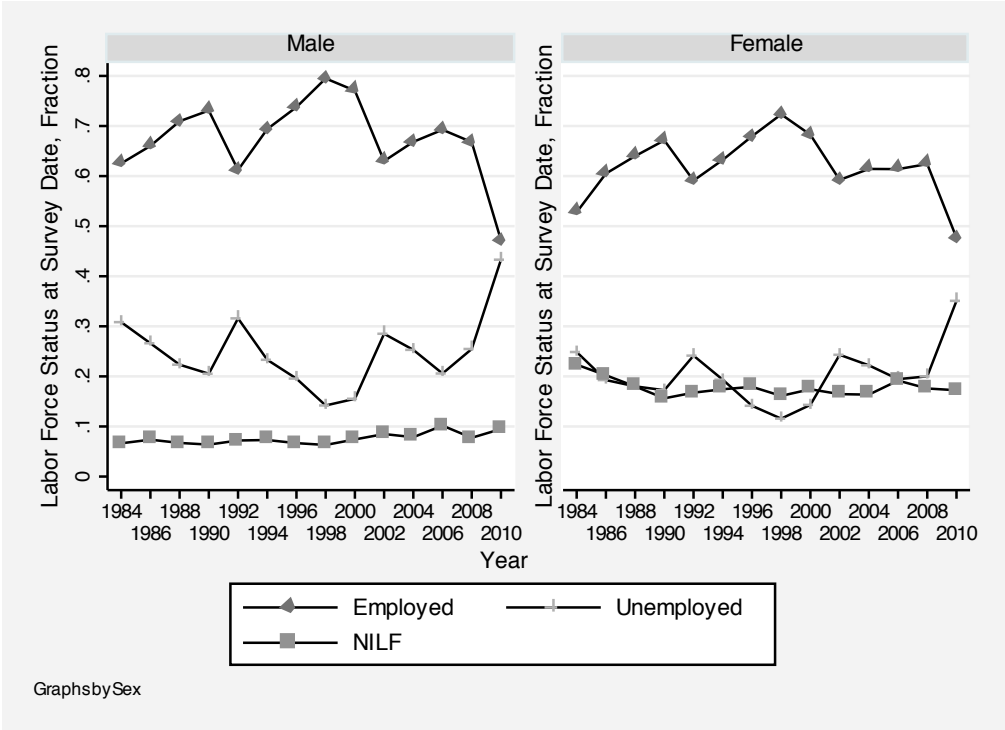 Male
Female
Labor Force Status at Survey Date, Fraction
.8
.7
.6
.5
.4
.3
.2
.1
0
1984 1988 1992 1996 2000 2004 2008
1986 1990 1994 1998 2002 2006 2010
Labor Force Status at Survey Date, Fraction
1984 1988 1992 1996 2000 2004 2008
1986 1990 1994 1998 2002 2006 2010
Year
Employed
Unemployed
NILF
GraphsbySex